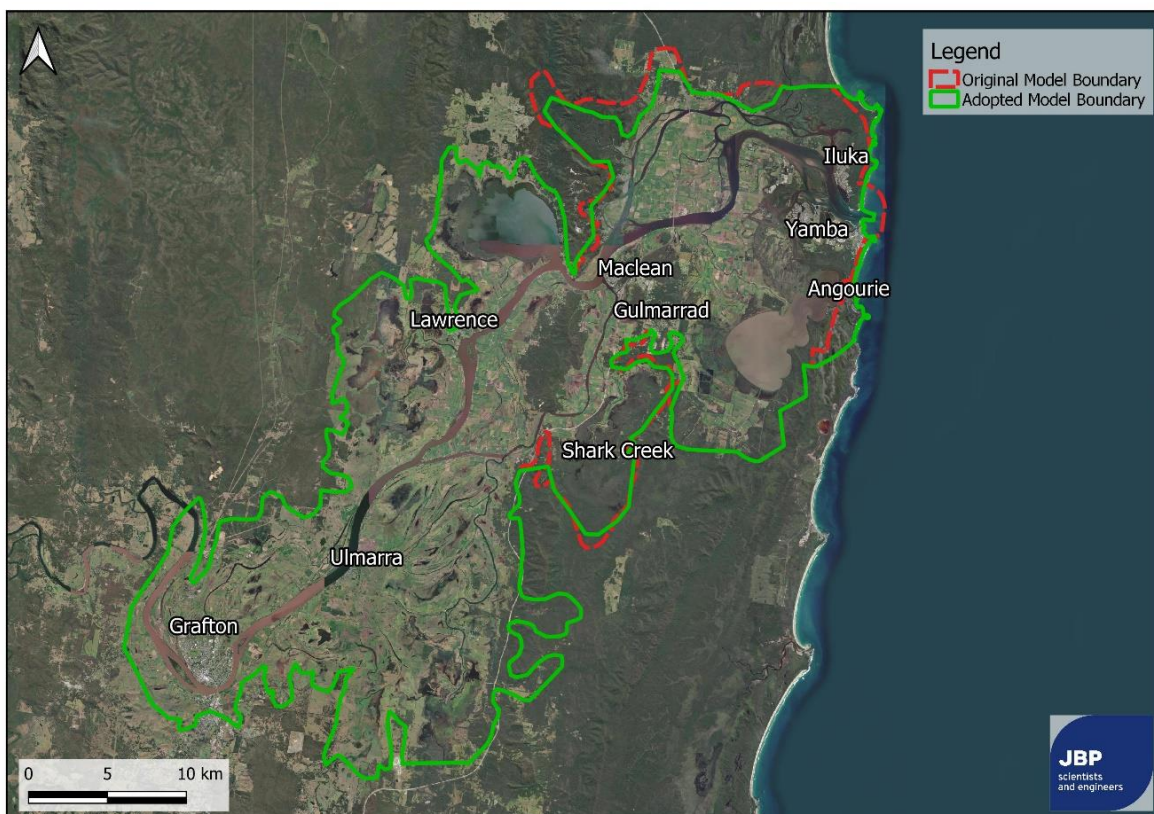 Legend
Original Model Boundary
Adopted Model Boundary
Iluka
Yamba
Maclean
Angourie
Gulmarrad
Lawrence
Shark Creek
Ulmarra
Grafton
0 5 10 km
JBP
scientists
and engineers